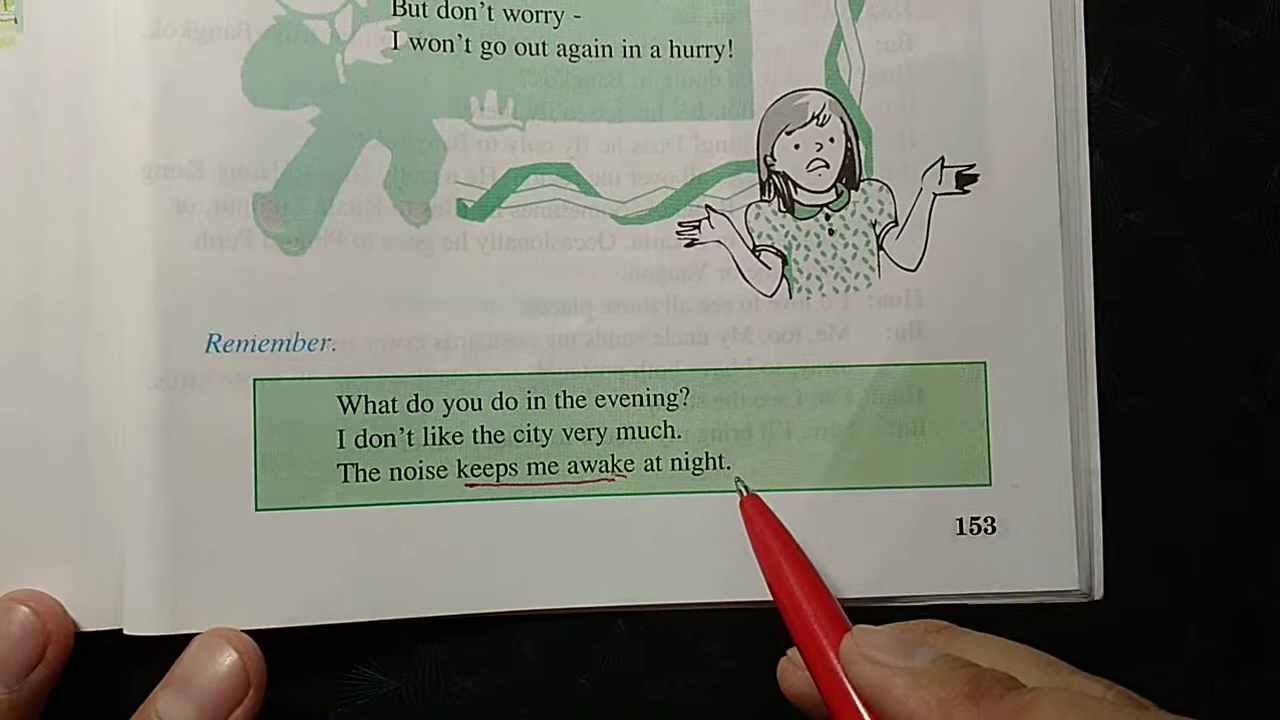 But don't worry -
I won't go out again in a hurry!
Remember.
What do you do in the evening?
I don't like the city very much.
The noise keeps me awake at night.
153